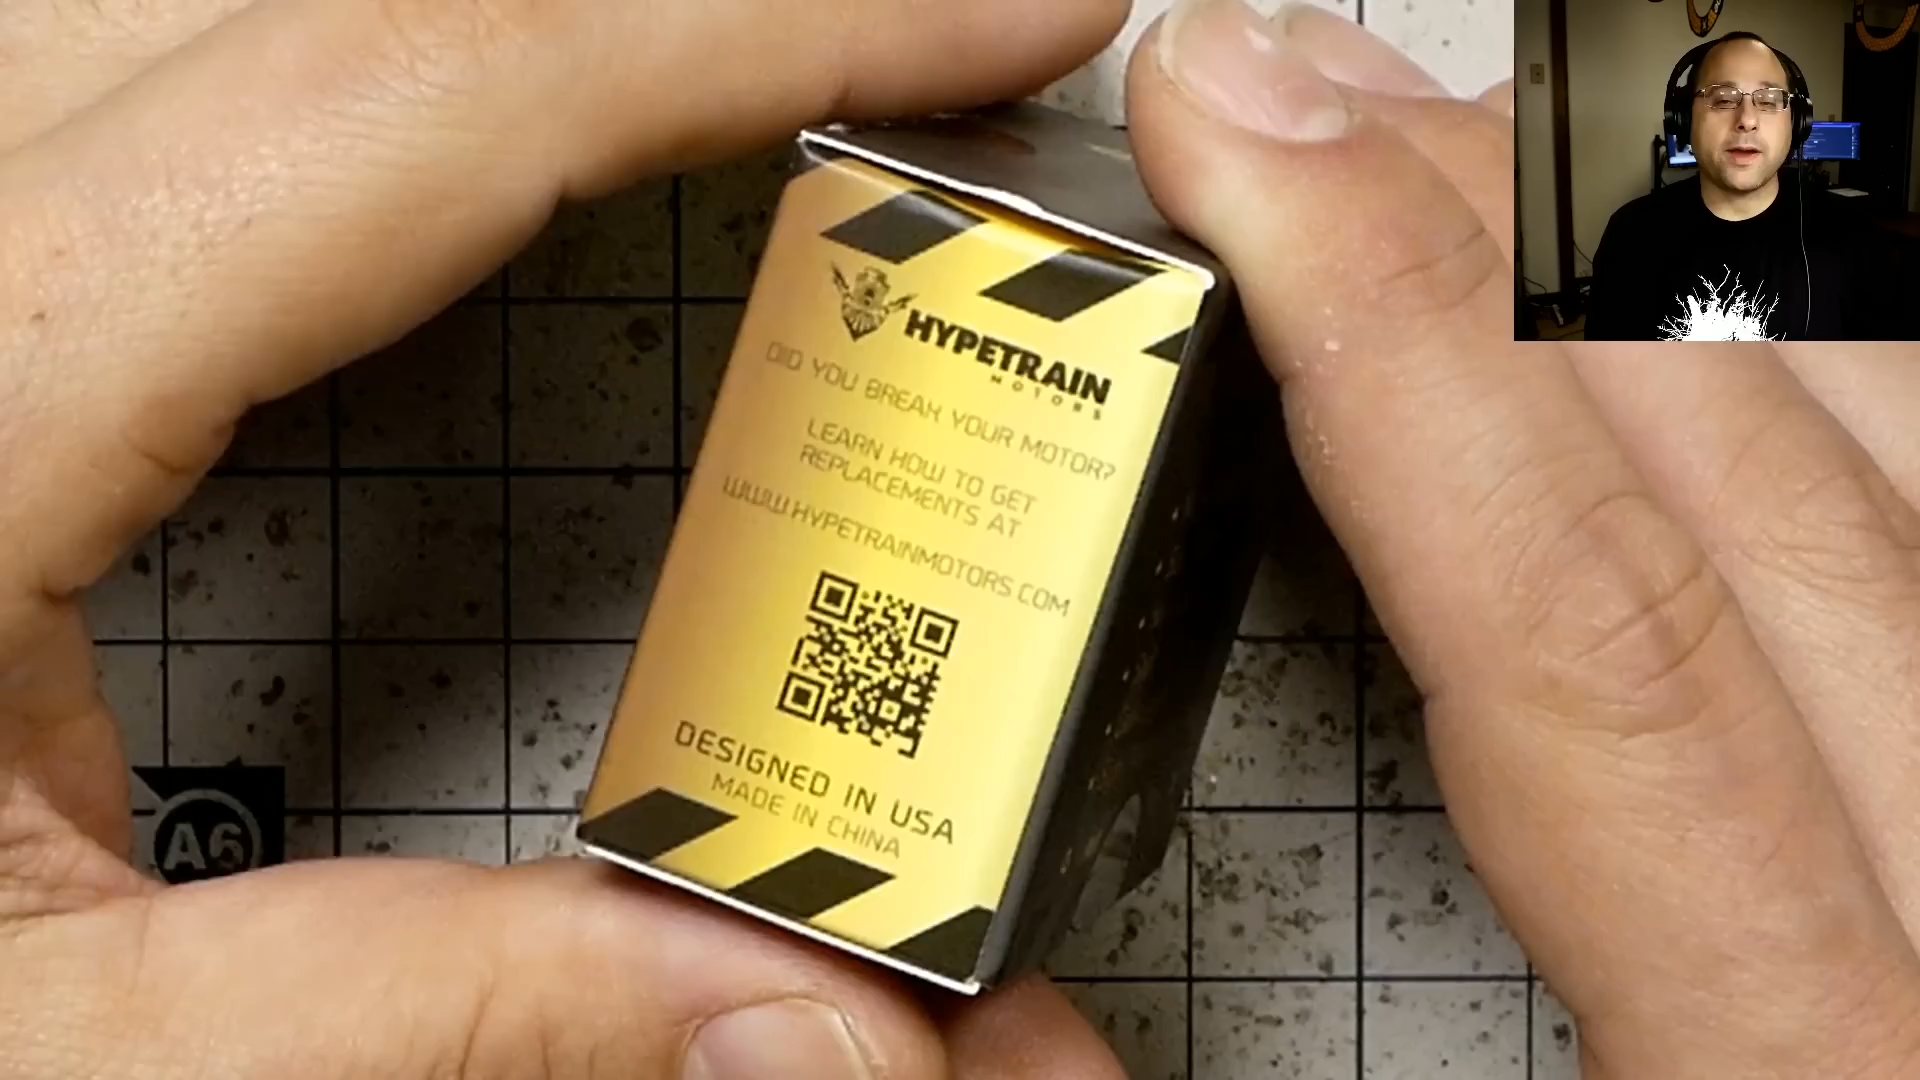 HYPETRAIN
MOTORS
DID YOU BREAK YOUR MOTOR?
LEARN HOW TO GET
REPLACEMENTS AT
WWW.HYPETRAINMOTORS.COM
DESIGNED IN USA
MADE IN CHINA
A6